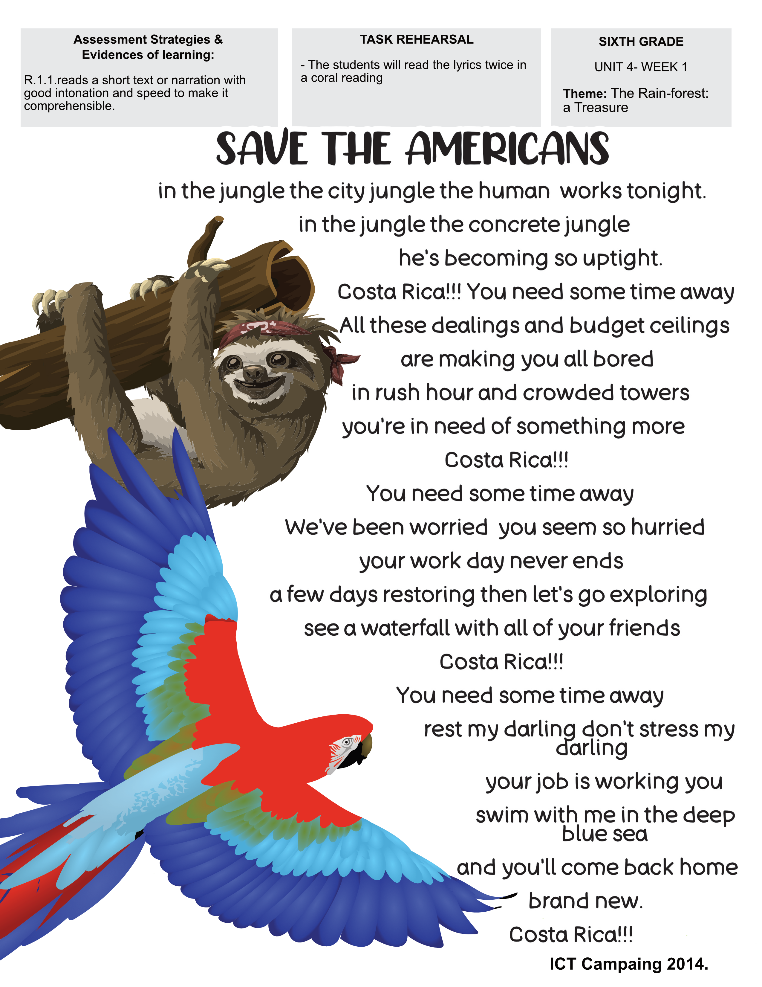 Assessment Strategies &
Evidences of learning:
R.1.1.reads a short text or narration with
good intonation and speed to make it
comprehensible.
TASK REHEARSAL
- The students will read the lyrics twice in
a coral reading
SIXTH GRADE
UNIT 4- WEEK 1
Theme: The Rain-forest:
a Treasure
SAVE THE AMERICANS
in the jungle the city jungle the human works tonight.
in the jungle the concrete jungle
he's becoming so uptight.
Costa Rica!!! You need some time away
All these dealings and budget ceilings
are making you all bored
in rush hour and crowded towers
you're in need of something more
Costa Rica!!!
You need some time away
We've been worried you seem so hurried
your work day never ends
a few days restoring then let's go exploring
see a waterfall with all of your friends
Costa Rica!!!
You need some time away
rest my darling don't stress my
darling
your job is working you
swim with me in the deep
blue sea
and you'll come back home
brand new.
Costa Rica!!!
ICT Campaing 2014.